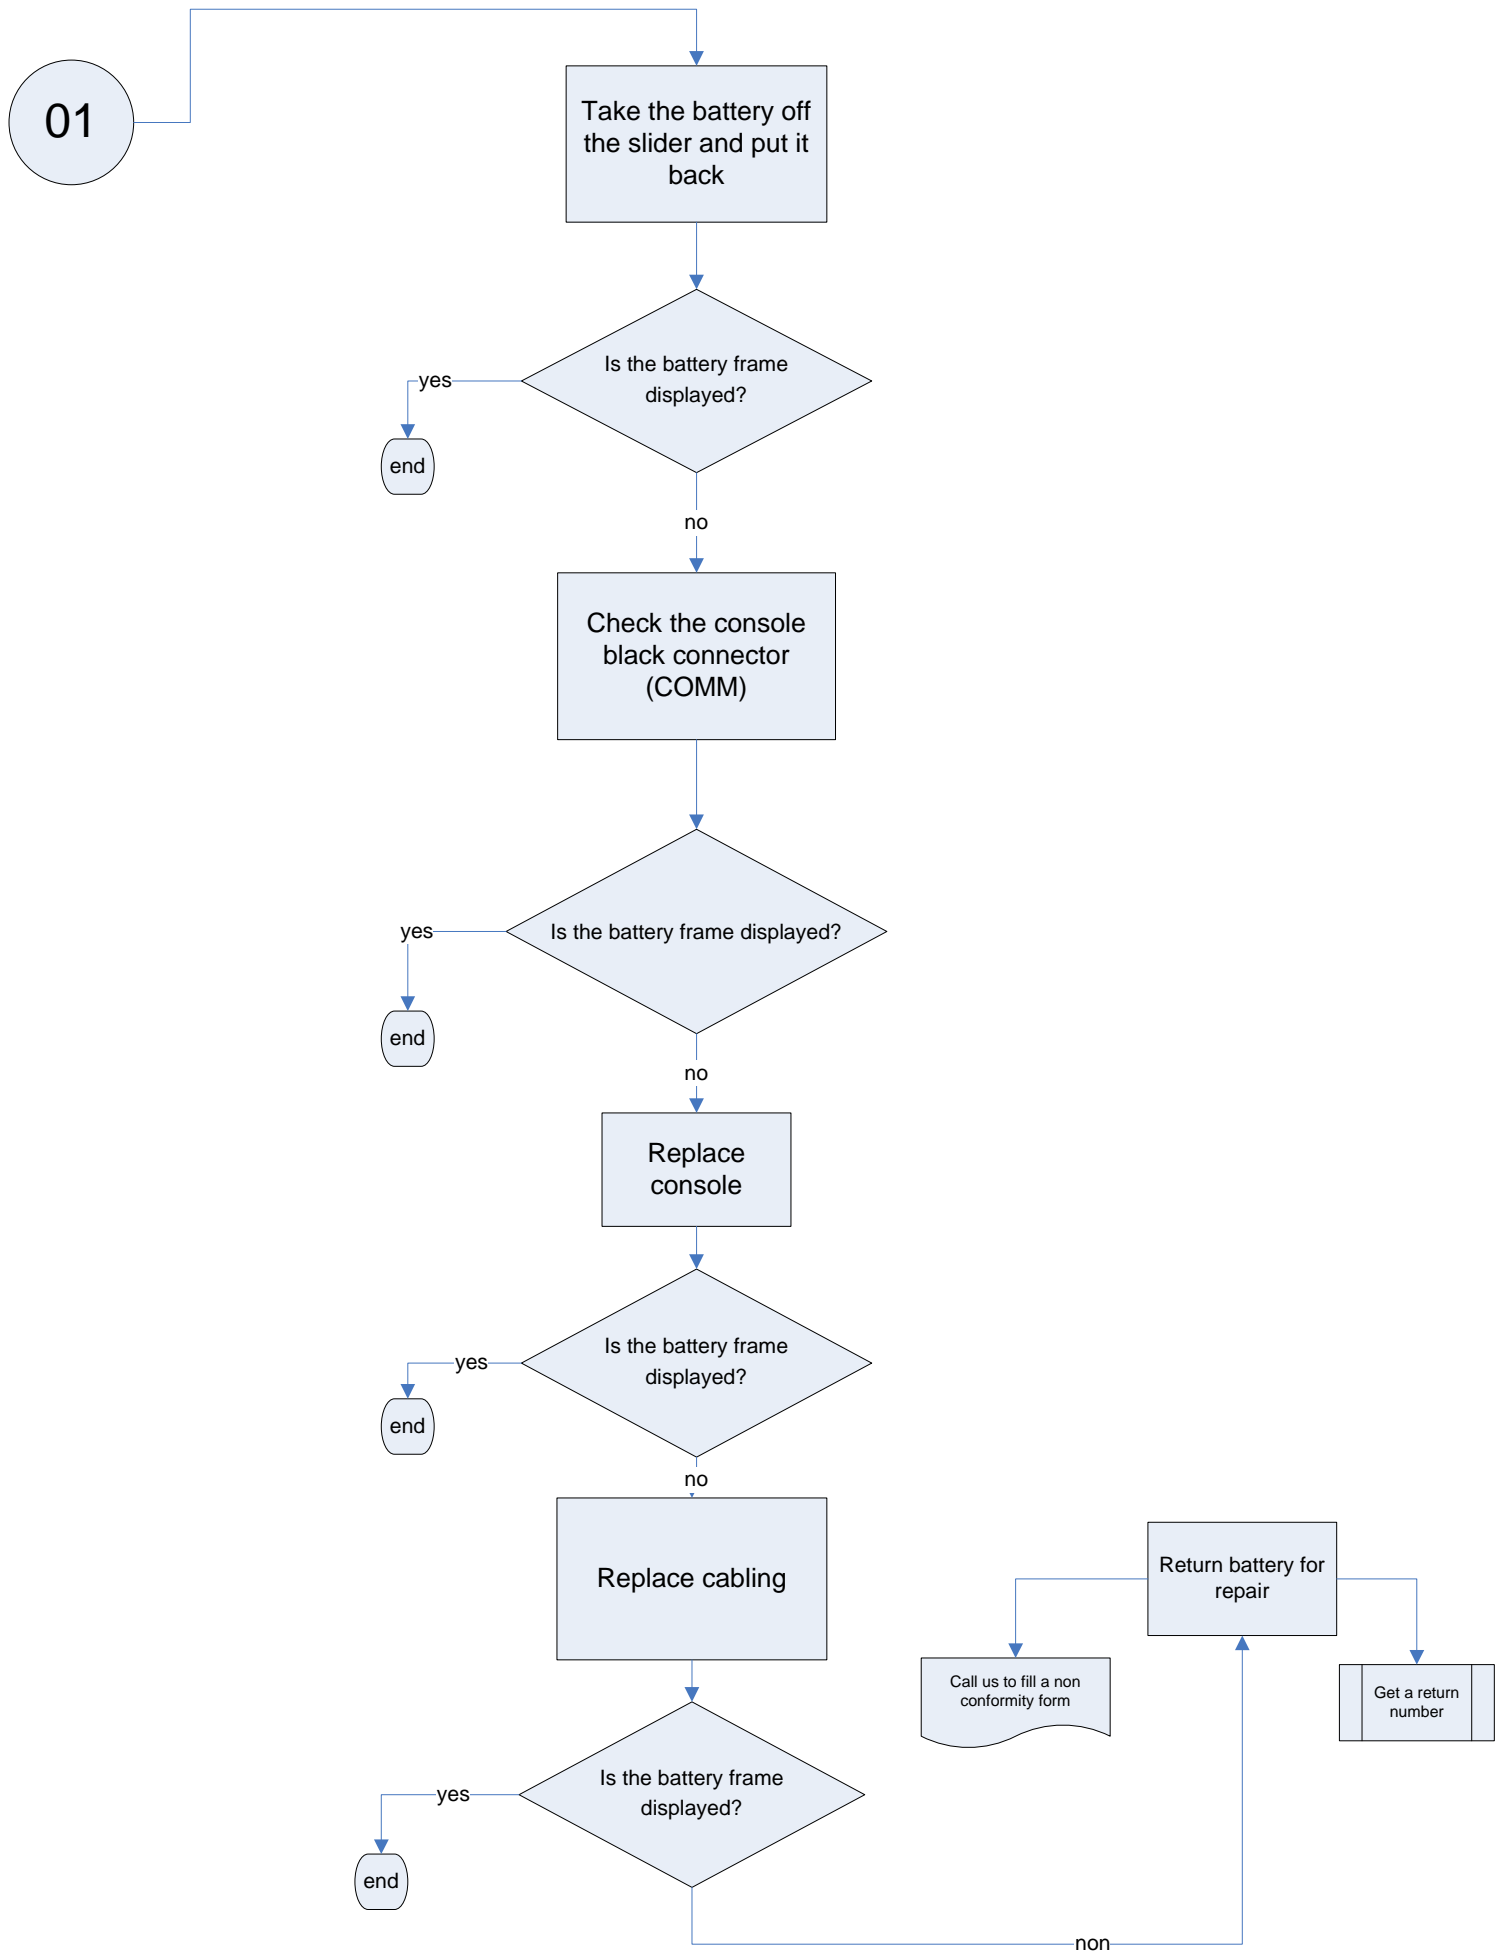 01
Take the battery off
the slider and put it
back
Is the battery frame
displayed?
yes
end
no
Check the console
black connector
(COMM)
Is the battery frame displayed?
yes
end
no
Replace
console
Is the battery frame
displayed?
yes
end
no
Replace cabling
Is the battery frame
displayed?
yes
end
non
Return battery for
repair
Call us to fill a non
conformity form
Get a return
number